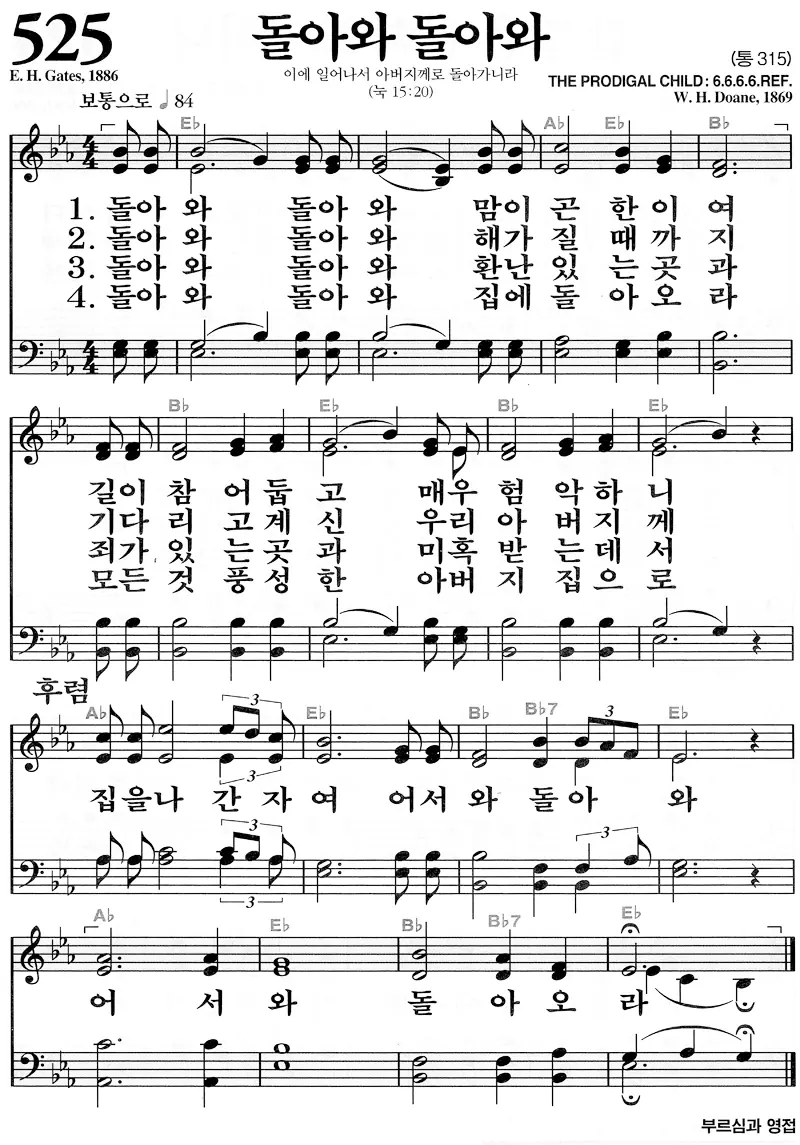 525
돌아와 돌아와
(통 315)
E. H. Gates, 1886
이에 일어나서 아버지께로 돌아가니라
(눅 15:20)
THE PRODIGAL CHILD : 6.6.6.6.REF.
W. H. Doane, 1869
보통으로 ♩ 84
E♭ A♭ E♭ B♭
1. 돌아 와 돌아 와 맘이 곤 한 이 여
2. 돌아 와 돌아 와 해가 질 때 까 지
3. 돌아 와 돌아 와 환난 있 는 곳 과
4. 돌아 와 돌아 와 집에 돌 아 오 라
B♭ E♭ B♭ E♭
길이 참 어 둡 고 매우 험 악 하 니
기다 리 고 계 신 우리 아 버 지 께
죄가 있 는 곳 과 미혹 받 는 데 서
모든 것 풍 성 한 아버 지 집 으 로
후렴
A♭ 3 E♭ B♭ B♭7 3 E♭
3
집 을 나 간 자 여 어서 와 돌 아 와
3 3
3
A♭ E♭ B♭ B♭7 E♭
어 서 와 돌 아 오 라
부르심과 영접